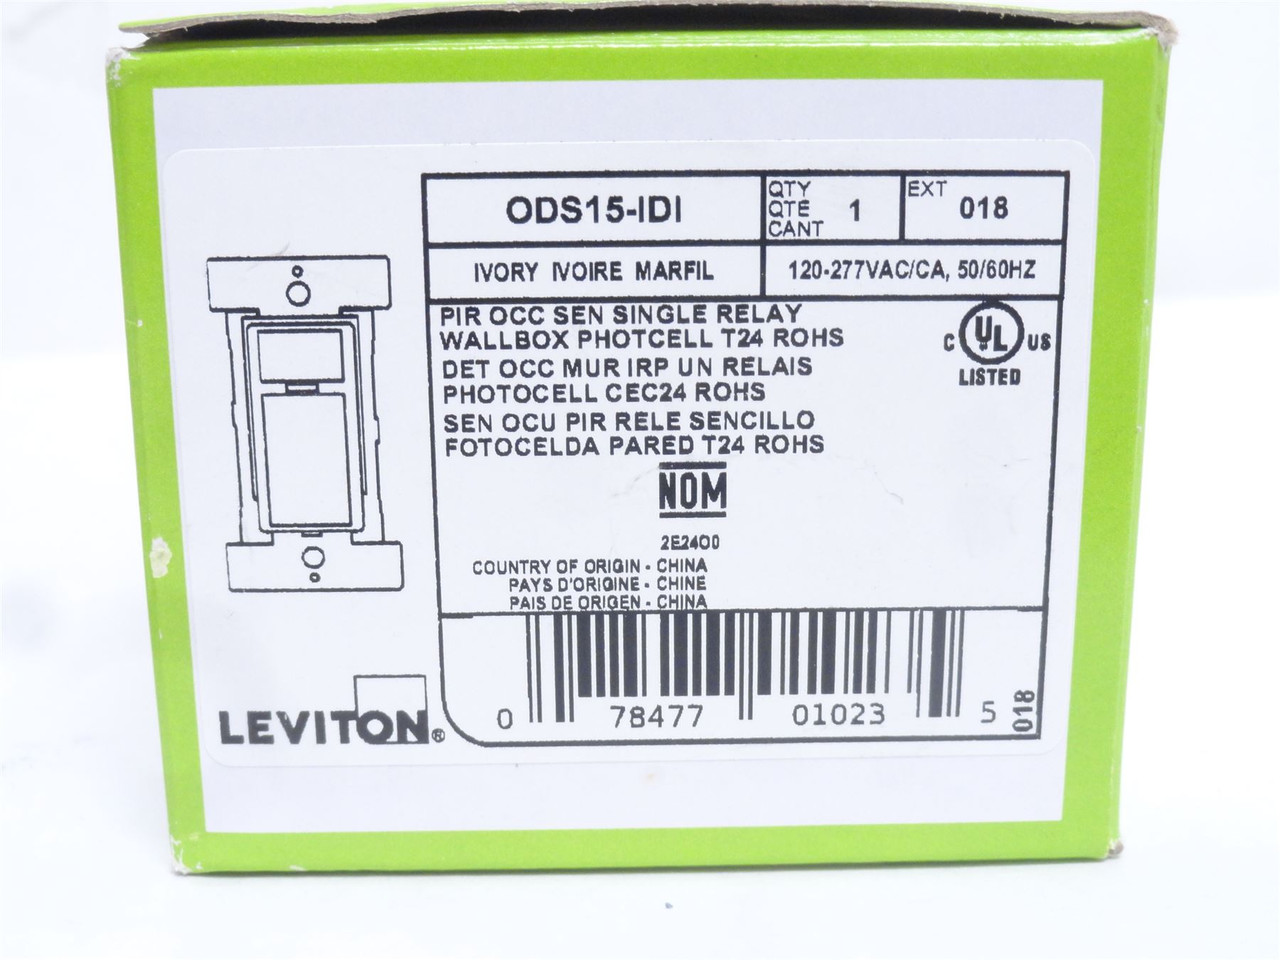 ODS15-IDI
QTY
QTÉ
CANT
1
EXT
018
IVORY IVOIRE MARFIL
120-277VAC/CA, 50/60HZ
PIR OCC SEN SINGLE RELAY
WALLBOX PHOTCELL T24 ROHS
DET OCC MUR IRP UN RELAIS
PHOTOCELL CEC24 ROHS
SEN OCU PIR RELE SENCILLO
FOTOCELDA PARED T24 ROHS
C UL US
LISTED
NOM
2E24O0
COUNTRY OF ORIGIN - CHINA
PAYS D'ORIGINE - CHINE
PAIS DE ORIGEN - CHINA
0 78477 01023 5
018
LEVITON®